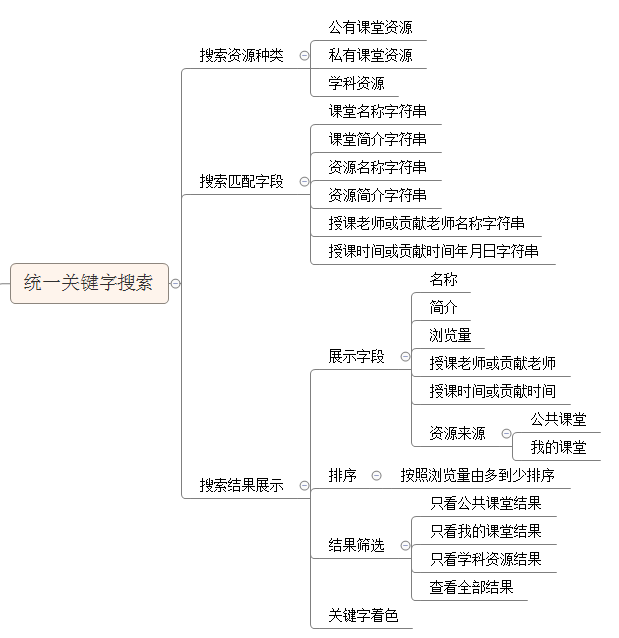 公有课堂资源
搜索资源种类
私有课堂资源
学科资源
课堂名称字符串
课堂简介字符串
资源名称字符串
搜索匹配字段
资源简介字符串
授课老师或贡献老师名称字符串
授课时间或贡献时间年月日字符串
统一关键字搜索
名称
简介
浏览量
展示字段
授课老师或贡献老师
授课时间或贡献时间
公共课堂
资源来源
我的课堂
搜索结果展示
排序
按照浏览量由多到少排序
只看公共课堂结果
只看我的课堂结果
结果筛选
只看学科资源结果
查看全部结果
关键字着色